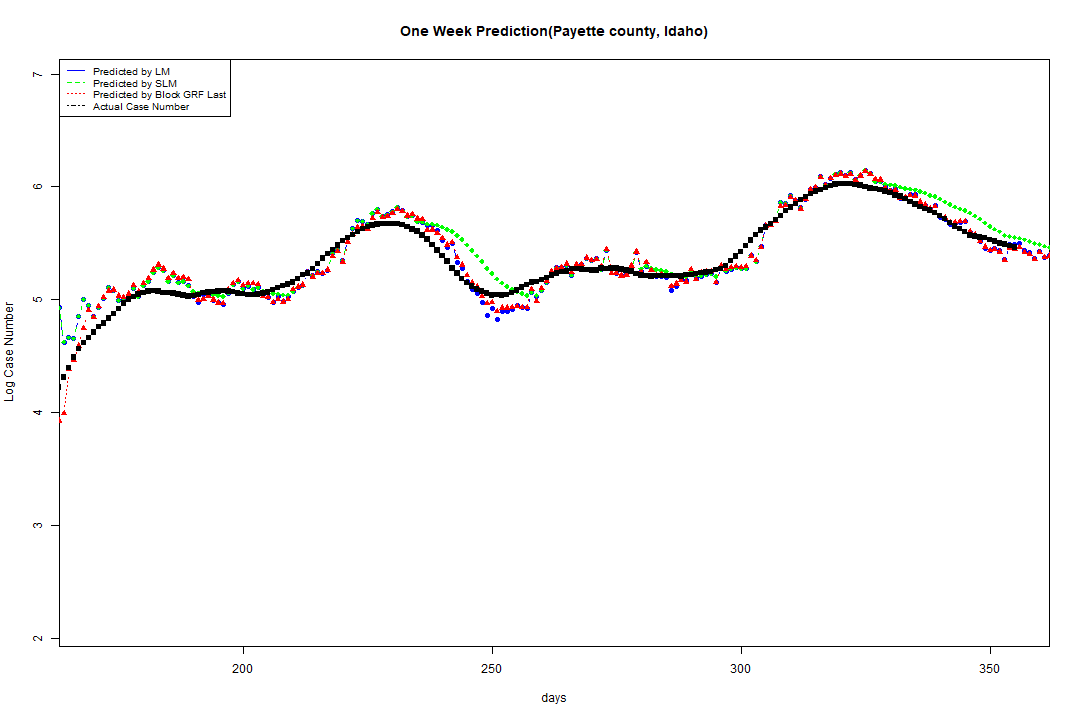 One Week Prediction(Payette county, Idaho)
Predicted by LM
Predicted by SLM
Predicted by Block GRF Last
Actual Case Number
7
6
5
4
3
2
Log Case Number
200
250
300
350
days